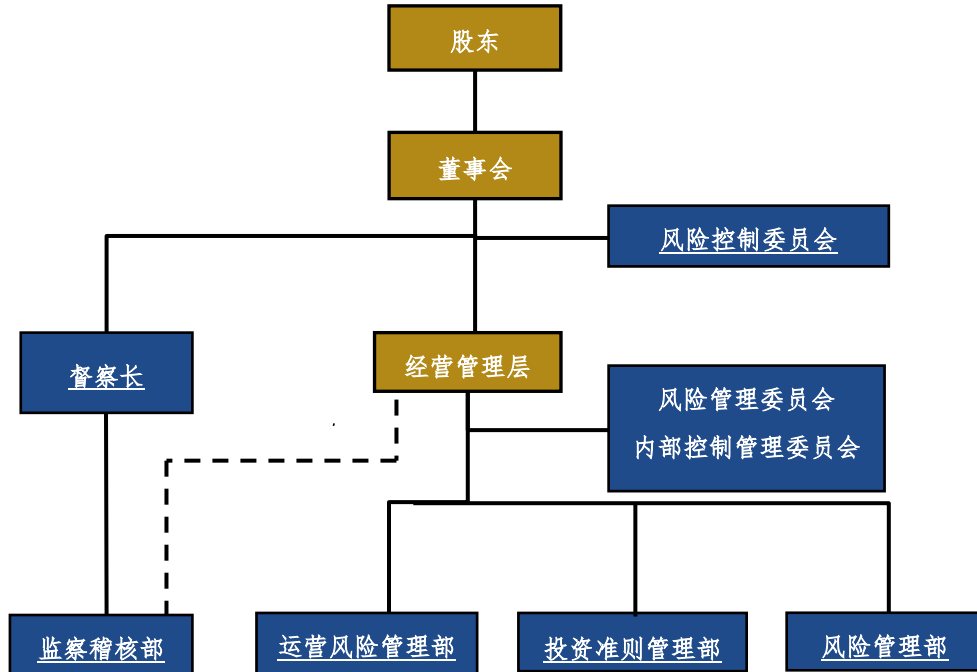 股东
董事会
风险控制委员会
督察长
经营管理层
风险管理委员会
内部控制管理委员会
监察稽核部
运营风险管理部
投资准则管理部
风险管理部